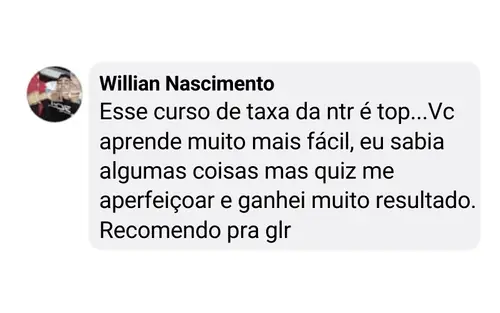 Willian Nascimento
Esse curso de taxa da ntr é top...Vc
aprende muito mais fácil, eu sabia
algumas coisas mas quiz me
aperfeiçoar e ganhei muito resultado.
Recomendo pra glr